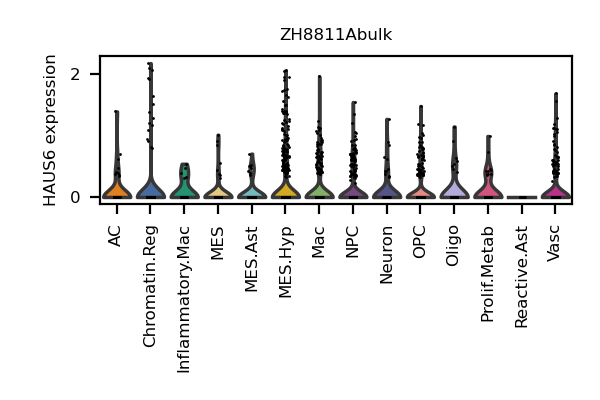 ZH8811Abulk
HAUS6 expression
2
0
AC
Chromatin.Reg
Inflammatory.Mac
MES
MES.Ast
MES.Hyp
Mac
NPC
Neuron
OPC
Oligo
Prolif.Metab
Reactive.Ast
Vasc